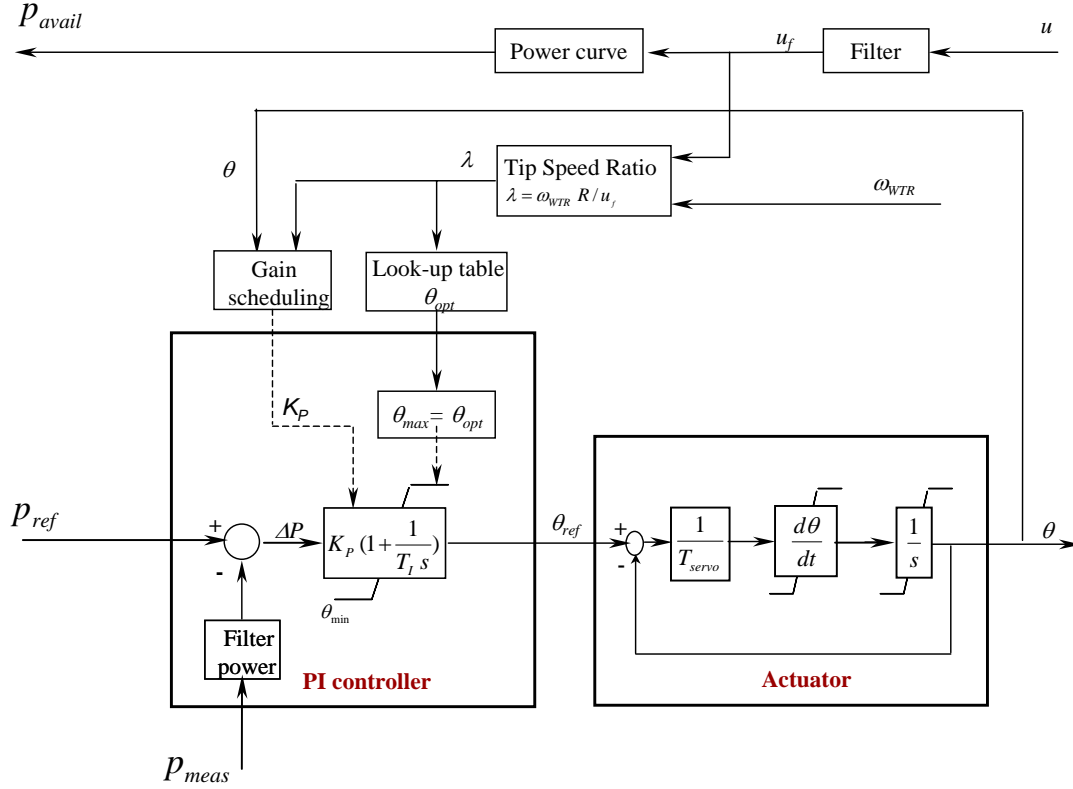 p_avail
Power curve
u_f
Filter
u
θ
λ
Tip Speed Ratio
λ = ω_WTR R / u_f
ω_WTR
Gain
scheduling
Look-up table
θ_opt
K_P
θ_max = θ_opt
p_ref
+
-
ΔP
K_P (1 + 1/(T_I s))
θ_min
θ_ref
+
-
1/T_servo
dθ/dt
1/s
θ
Filter
power
PI controller
Actuator
p_meas